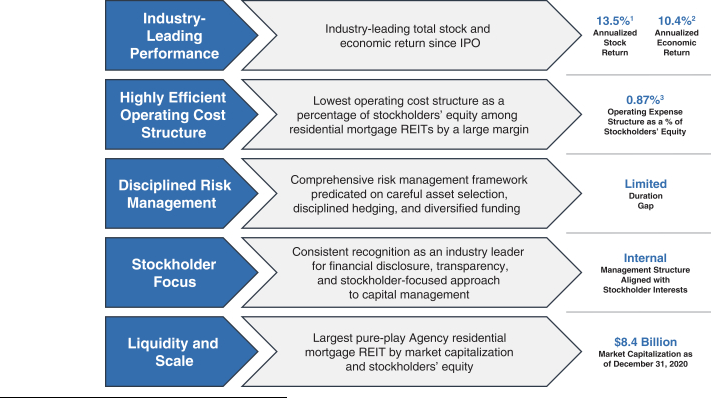 Industry-
Leading
Performance
Industry-leading total stock and
economic return since IPO
13.5%1
Annualized
Stock
Return
10.4%2
Annualized
Economic
Return
Highly Efficient
Operating Cost
Structure
Lowest operating cost structure as a
percentage of stockholders' equity among
residential mortgage REITs by a large margin
0.87%3
Operating Expense
Structure as a % of
Stockholders' Equity
Disciplined Risk
Management
Comprehensive risk management framework
predicated on careful asset selection,
disciplined hedging, and diversified funding
Limited
Duration
Gap
Stockholder
Focus
Consistent recognition as an industry leader
for financial disclosure, transparency,
and stockholder-focused approach
to capital management
Internal
Management Structure
Aligned with
Stockholder Interests
Liquidity and
Scale
Largest pure-play Agency residential
mortgage REIT by market capitalization
and stockholders' equity
$8.4 Billion
Market Capitalization as
of December 31, 2020